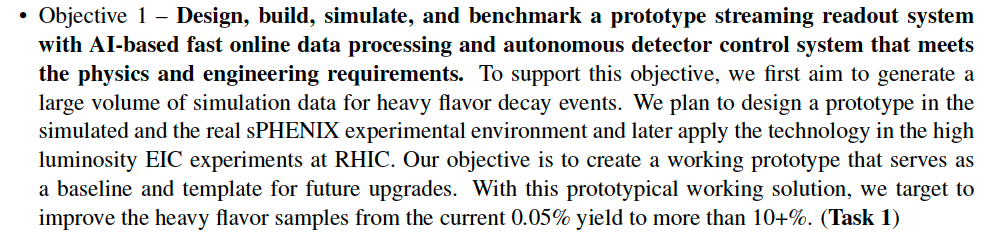 • Objective 1 – Design, build, simulate, and benchmark a prototype streaming readout system
with AI-based fast online data processing and autonomous detector control system that meets
the physics and engineering requirements. To support this objective, we first aim to generate a
large volume of simulation data for heavy flavor decay events. We plan to design a prototype in the
simulated and the real sPHENIX experimental environment and later apply the technology in the high
luminosity EIC experiments at RHIC. Our objective is to create a working prototype that serves as
a baseline and template for future upgrades. With this prototypical working solution, we target to
improve the heavy flavor samples from the current 0.05% yield to more than 10+%. (Task 1)